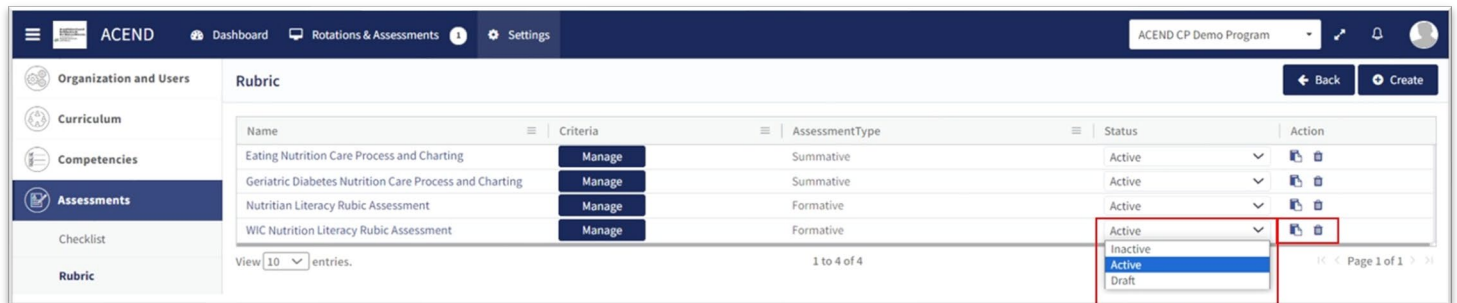 ACEND Dashboard Rotations & Assessments 1 Settings ACEND CP Demo Program
Organization and Users
Curriculum
Competencies
Assessments
Checklist
Rubric
Rubric Back Create
Name Criteria AssessmentType Status Action
Eating Nutrition Care Process and Charting Manage Summative Active
Geriatric Diabetes Nutrition Care Process and Charting Manage Summative Active
Nutritian Literacy Rubic Assessment Manage Formative Active
WIC Nutrition Literacy Rubic Assessment Manage Formative Active
Inactive
Active
Draft
View 10 entries. 1 to 4 of 4 Page 1 of 1